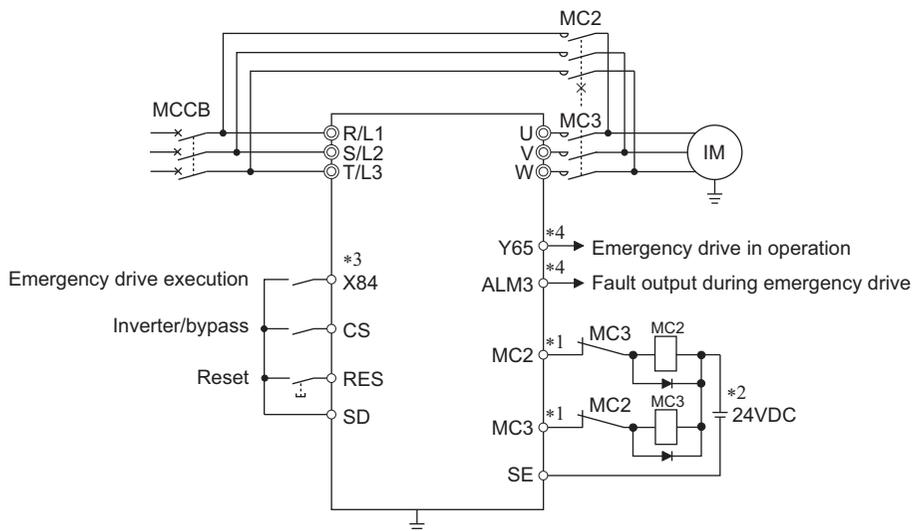 MC2
MCCB
MC3
R/L1
S/L2
T/L3
U
V
W
IM
*3
*4
Y65
Emergency drive in operation
Emergency drive execution
X84
*4
ALM3
Fault output during emergency drive
Inverter/bypass
CS
*1
MC3
MC2
MC2
Reset
RES
*2
24VDC
SD
*1
MC2
MC3
MC3
SE